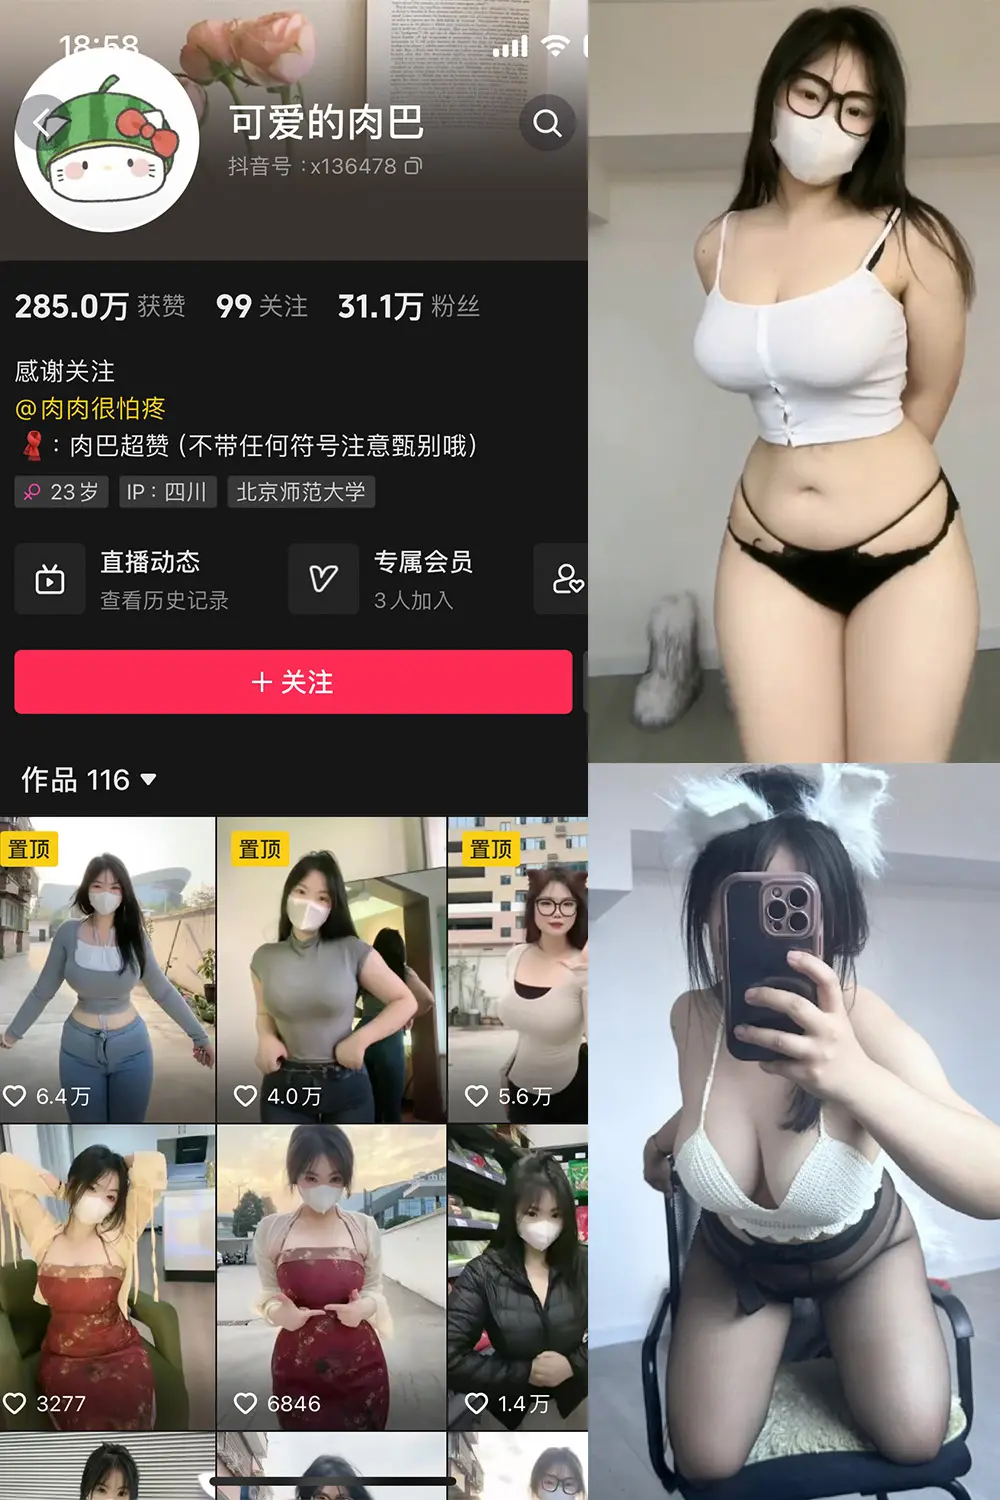 18:58
可爱的肉巴
抖音号：x136478
285.0万 获赞 99 关注 31.1万 粉丝
感谢关注
@肉肉很怕疼
：肉巴超赞 (不带任何符号注意甄别哦)
23岁 IP：四川 北京师范大学
直播动态 专属会员
查看历史记录 3人加入
+ 关注
作品 116
置顶 置顶 置顶
6.4万 4.0万 5.6万
3277 6846 1.4万